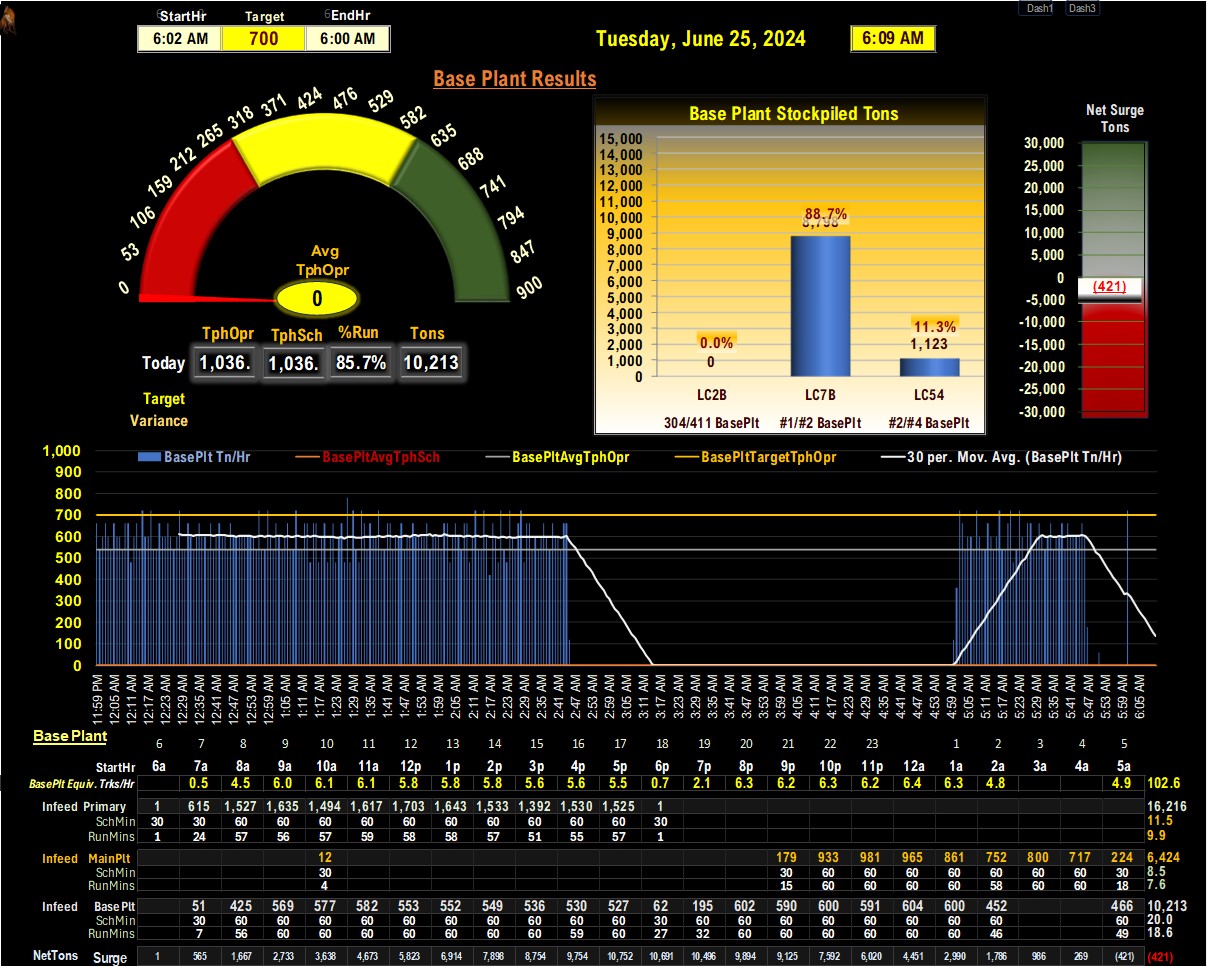 StartHr Target EndHr
6:02 AM 700 6:00 AM
Tuesday, June 25, 2024 6:09 AM
Dash1 Dash3
Base Plant Results
0 53 106 159 212 265 318 371 424 476 529 582 635 688 741 794 847 900
Avg
TphOpr
0
TphOpr TphSch %Run Tons
Today 1,036. 1,036. 85.7% 10,213
Target
Variance
Base Plant Stockpiled Tons
15,000
14,000
13,000
12,000
11,000
10,000
9,000
8,000
7,000
6,000
5,000
4,000
3,000
2,000
1,000
0
88.7%
8,798
11.3%
1,123
0.0%
0
LC2B LC7B LC54
304/411 BasePlt #1/#2 BasePlt #2/#4 BasePlt
Net Surge
Tons
30,000
25,000
20,000
15,000
10,000
5,000
0
(421)
-5,000
-10,000
-15,000
-20,000
-25,000
-30,000
BasePlt Tn/Hr BasePltAvgTphSch BasePltAvgTphOpr BasePltTargetTphOpr 30 per. Mov. Avg. (BasePlt Tn/Hr)
1,000
900
800
700
600
500
400
300
200
100
0
11:59 PM 12:05 AM 12:11 AM 12:17 AM 12:23 AM 12:29 AM 12:35 AM 12:41 AM 12:47 AM 12:53 AM 12:59 AM 1:05 AM 1:11 AM 1:17 AM 1:23 AM 1:29 AM 1:35 AM 1:41 AM 1:47 AM 1:53 AM 1:59 AM 2:05 AM 2:11 AM 2:17 AM 2:23 AM 2:29 AM 2:35 AM 2:41 AM 2:47 AM 2:53 AM 2:59 AM 3:05 AM 3:11 AM 3:17 AM 3:23 AM 3:29 AM 3:35 AM 3:41 AM 3:47 AM 3:53 AM 3:59 AM 4:05 AM 4:11 AM 4:17 AM 4:23 AM 4:29 AM 4:35 AM 4:41 AM 4:47 AM 4:53 AM 4:59 AM 5:05 AM 5:11 AM 5:17 AM 5:23 AM 5:29 AM 5:35 AM 5:41 AM 5:47 AM 5:53 AM 5:59 AM 6:05 AM
Base Plant
6 7 8 9 10 11 12 13 14 15 16 17 18 19 20 21 22 23 1 2 3 4 5
StartHr 6a 7a 8a 9a 10a 11a 12p 1p 2p 3p 4p 5p 6p 7p 8p 9p 10p 11p 12a 1a 2a 3a 4a 5a
BasePlt Equiv. Trks/Hr 0.5 4.5 6.0 6.1 6.1 5.8 5.8 5.8 5.6 5.6 5.5 0.7 2.1 6.3 6.2 6.3 6.2 6.4 6.3 4.8 4.9 102.6
Infeed Primary 1 615 1,527 1,635 1,494 1,617 1,703 1,643 1,533 1,392 1,530 1,525 1 16,216
SchMin 30 30 60 60 60 60 60 60 60 60 60 60 30 11.5
RunMins 1 24 57 56 57 59 58 58 57 51 55 57 1 9.9
Infeed MainPlt 12 179 933 981 965 861 752 800 717 224 6,424
SchMin 30 30 60 60 60 60 60 60 60 30 8.5
RunMins 4 15 60 60 60 60 58 60 60 18 7.6
Infeed BasePlt 51 425 569 577 582 553 552 549 536 530 527 62 195 602 590 600 591 604 600 452 466 10,213
SchMin 30 60 60 60 60 60 60 60 60 60 60 30 60 60 60 60 60 60 60 60 60 20.0
RunMins 7 56 60 60 60 60 60 60 60 59 60 27 32 60 60 60 60 60 60 46 49 18.6
NetTons Surge 1 565 1,667 2,733 3,638 4,673 5,823 6,914 7,898 8,754 9,754 10,752 10,691 10,496 9,894 9,125 7,592 6,020 4,451 2,990 1,786 986 269 (421) (421)